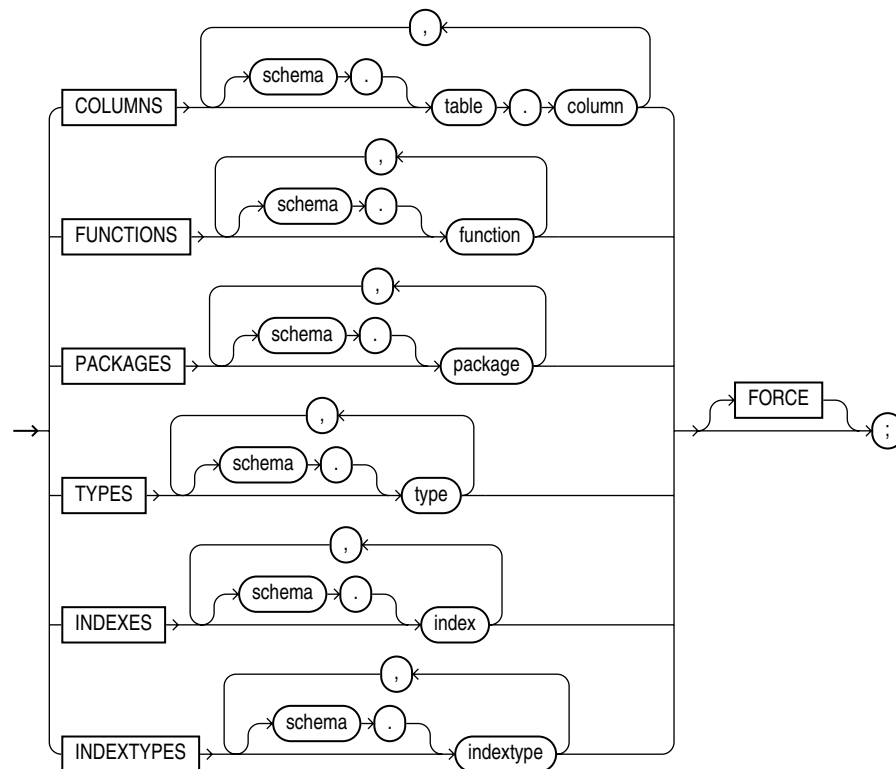 ,
schema .
COLUMNS table . column
,
schema .
FUNCTIONS function
,
schema .
PACKAGES package
FORCE
;
,
schema .
TYPES type
,
schema .
INDEXES index
,
schema .
INDEXTYPES indextype